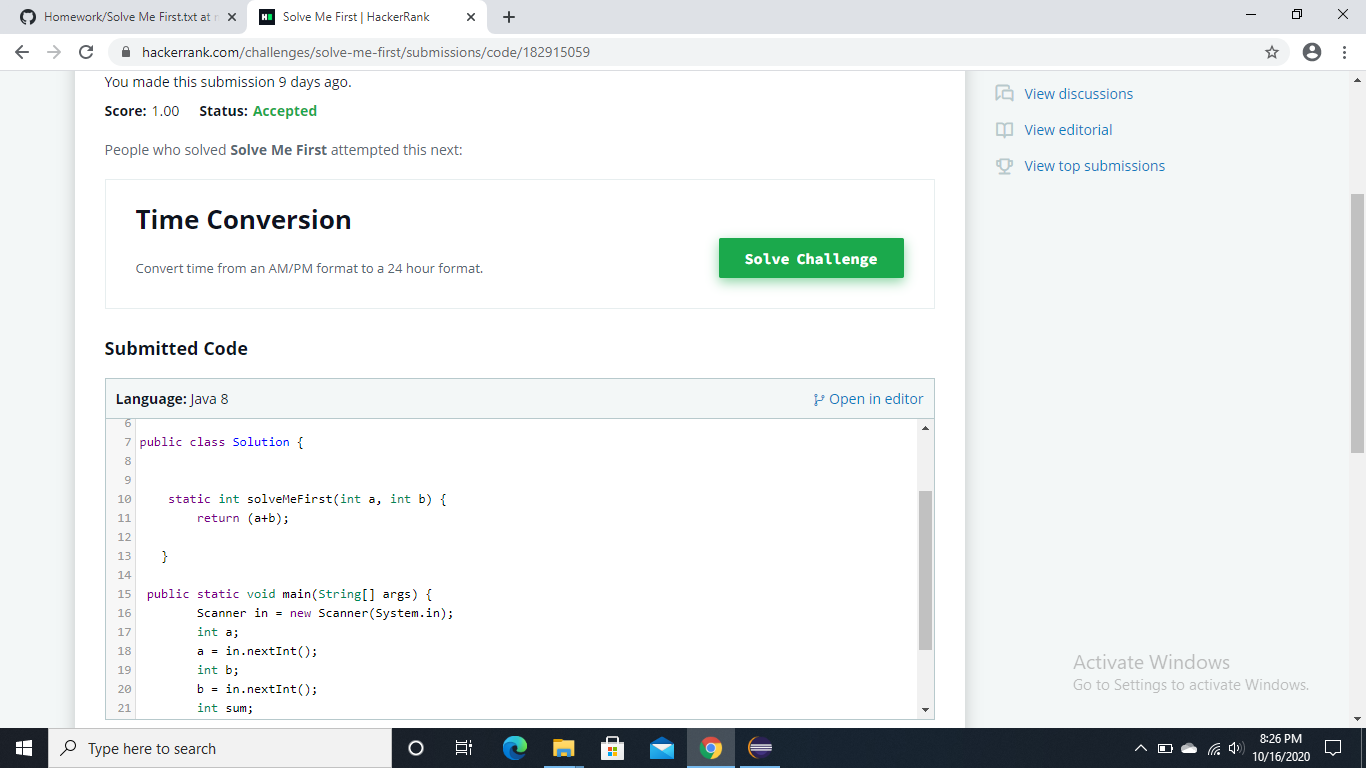 Homework/Solve Me First.txt at
Solve Me First | HackerRank
hackerrank.com/challenges/solve-me-first/submissions/code/182915059
You made this submission 9 days ago.
Score: 1.00 Status: Accepted
People who solved Solve Me First attempted this next:
Time Conversion
Convert time from an AM/PM format to a 24 hour format.
Solve Challenge
View discussions
View editorial
View top submissions
Submitted Code
Language: Java 8
Open in editor
6
7 public class Solution {
8
9
10 static int solveMeFirst(int a, int b) {
11 return (a+b);
12
13 }
14
15 public static void main(String[] args) {
16 Scanner in = new Scanner(System.in);
17 int a;
18 a = in.nextInt();
19 int b;
20 b = in.nextInt();
21 int sum;
Activate Windows
Go to Settings to activate Windows.
Type here to search
8:26 PM
10/16/2020